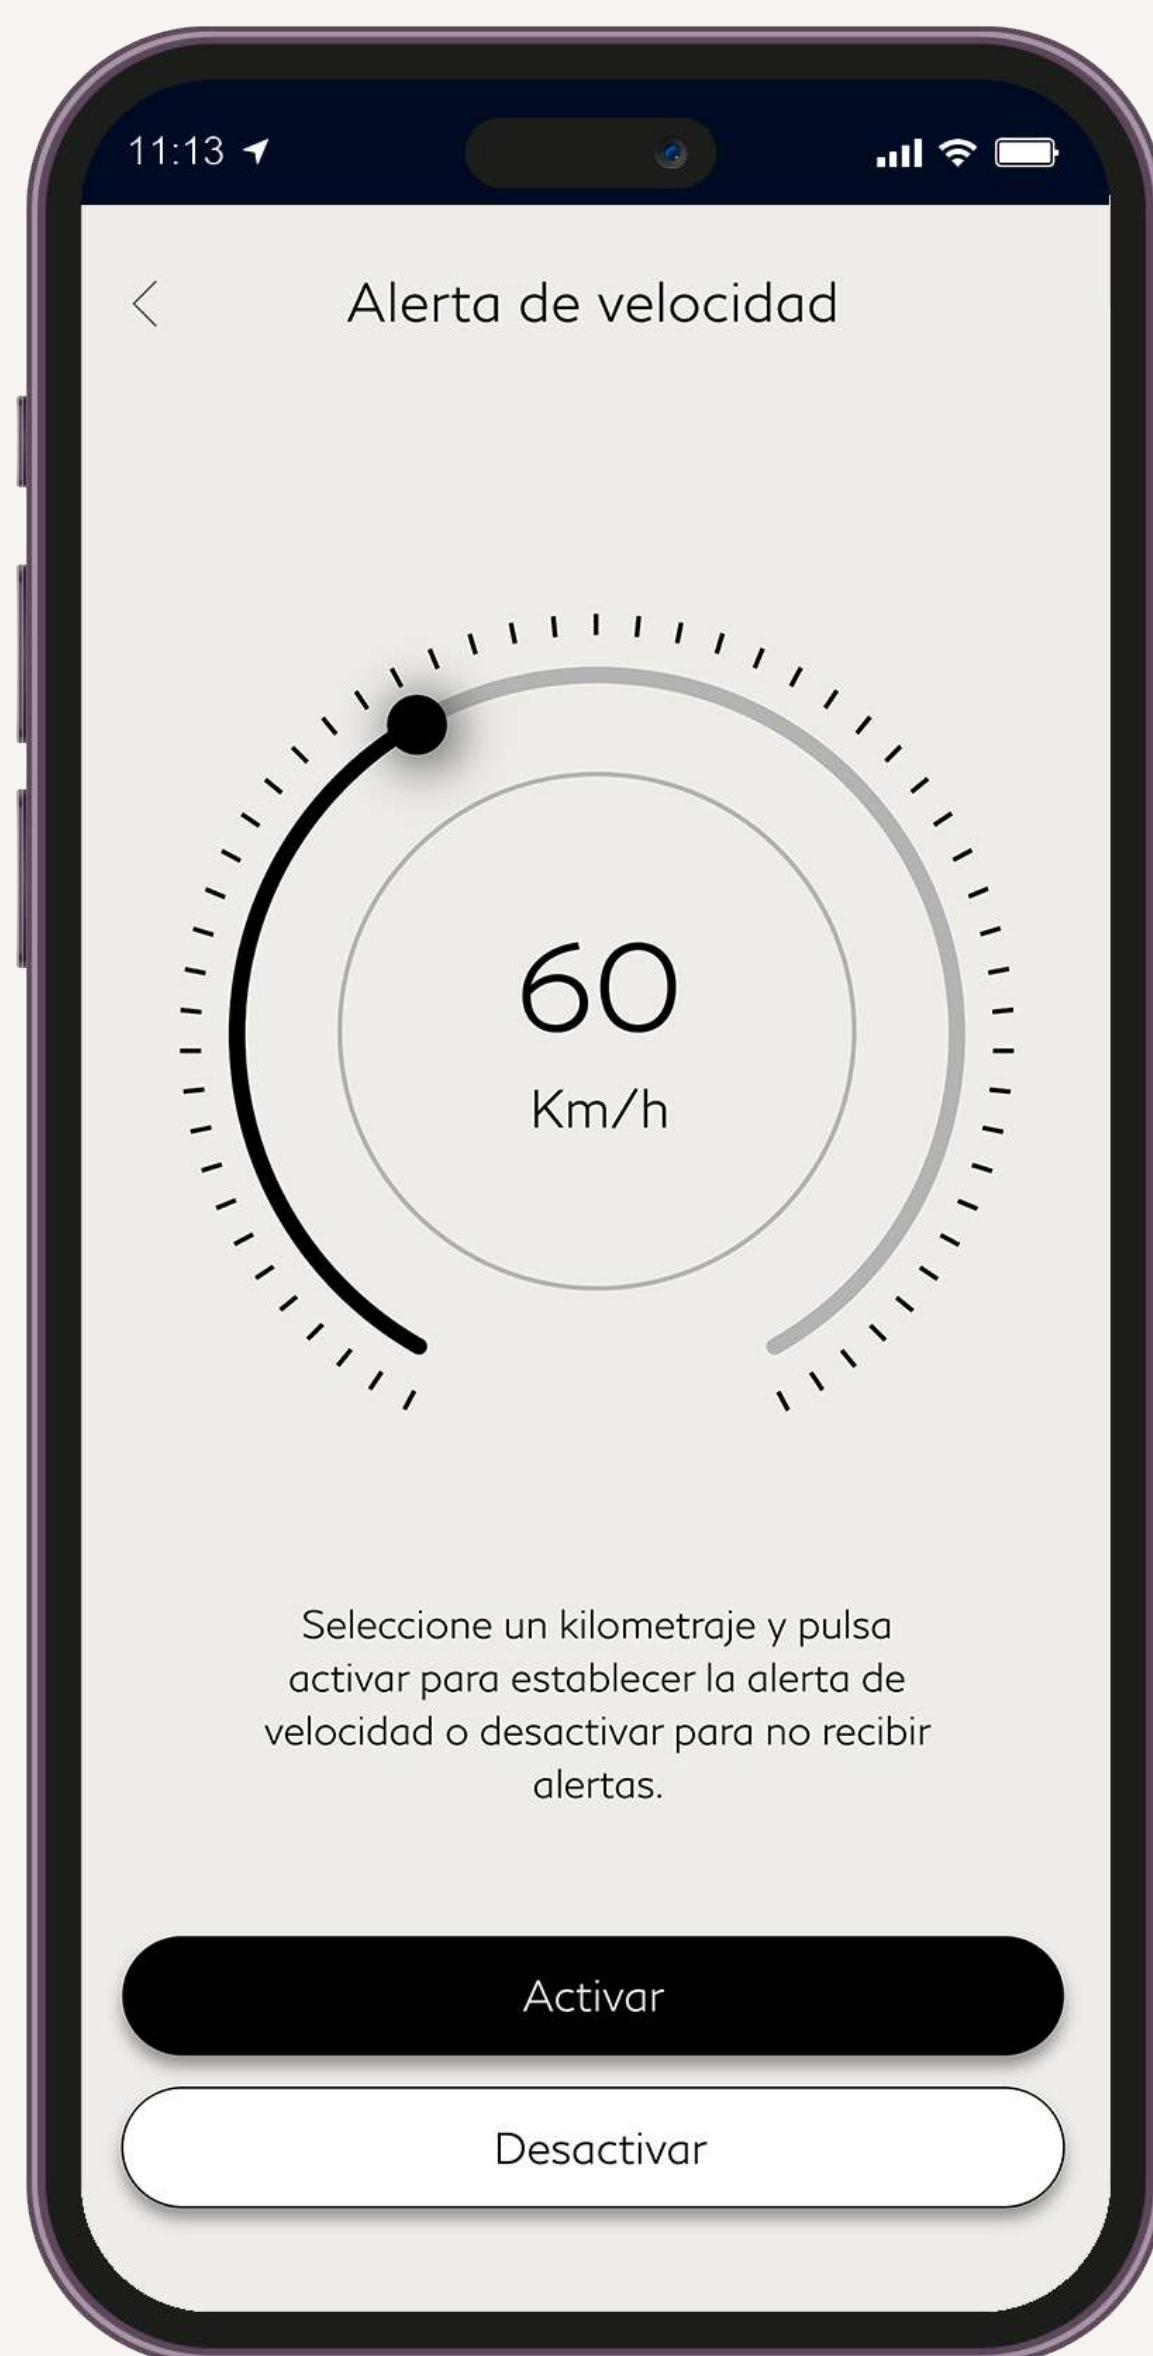 11:13
Alerta de velocidad
60
Km/h
Seleccione un kilometraje y pulsa
activar para establecer la alerta de
velocidad o desactivar para no recibir
alertas.
Activar
Desactivar